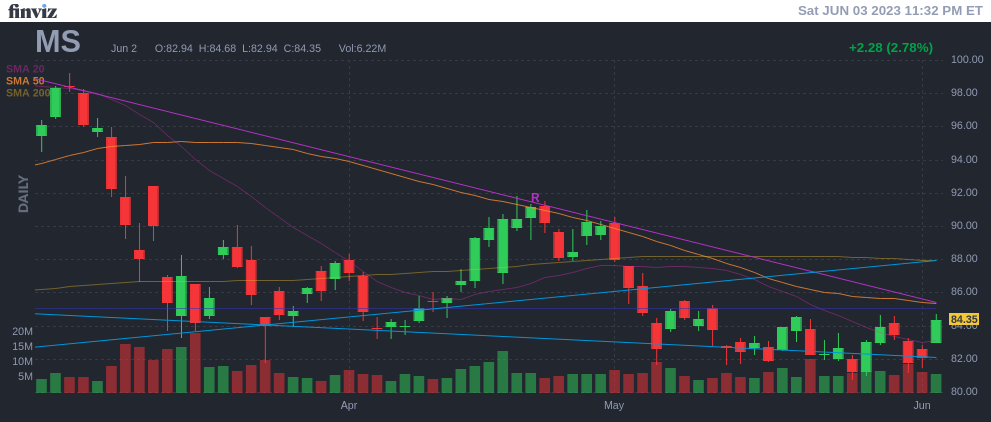 finviz
Sat JUN 03 2023 11:32 PM ET
MS
Jun 2 O:82.94 H:84.68 L:82.94 C:84.35 Vol:6.22M
+2.28 (2.78%)
SMA 20
SMA 50
SMA 200
DAILY
R
100.00
98.00
96.00
94.00
92.00
90.00
88.00
86.00
84.35
84.00
82.00
80.00
20M
15M
10M
5M
Apr
May
Jun